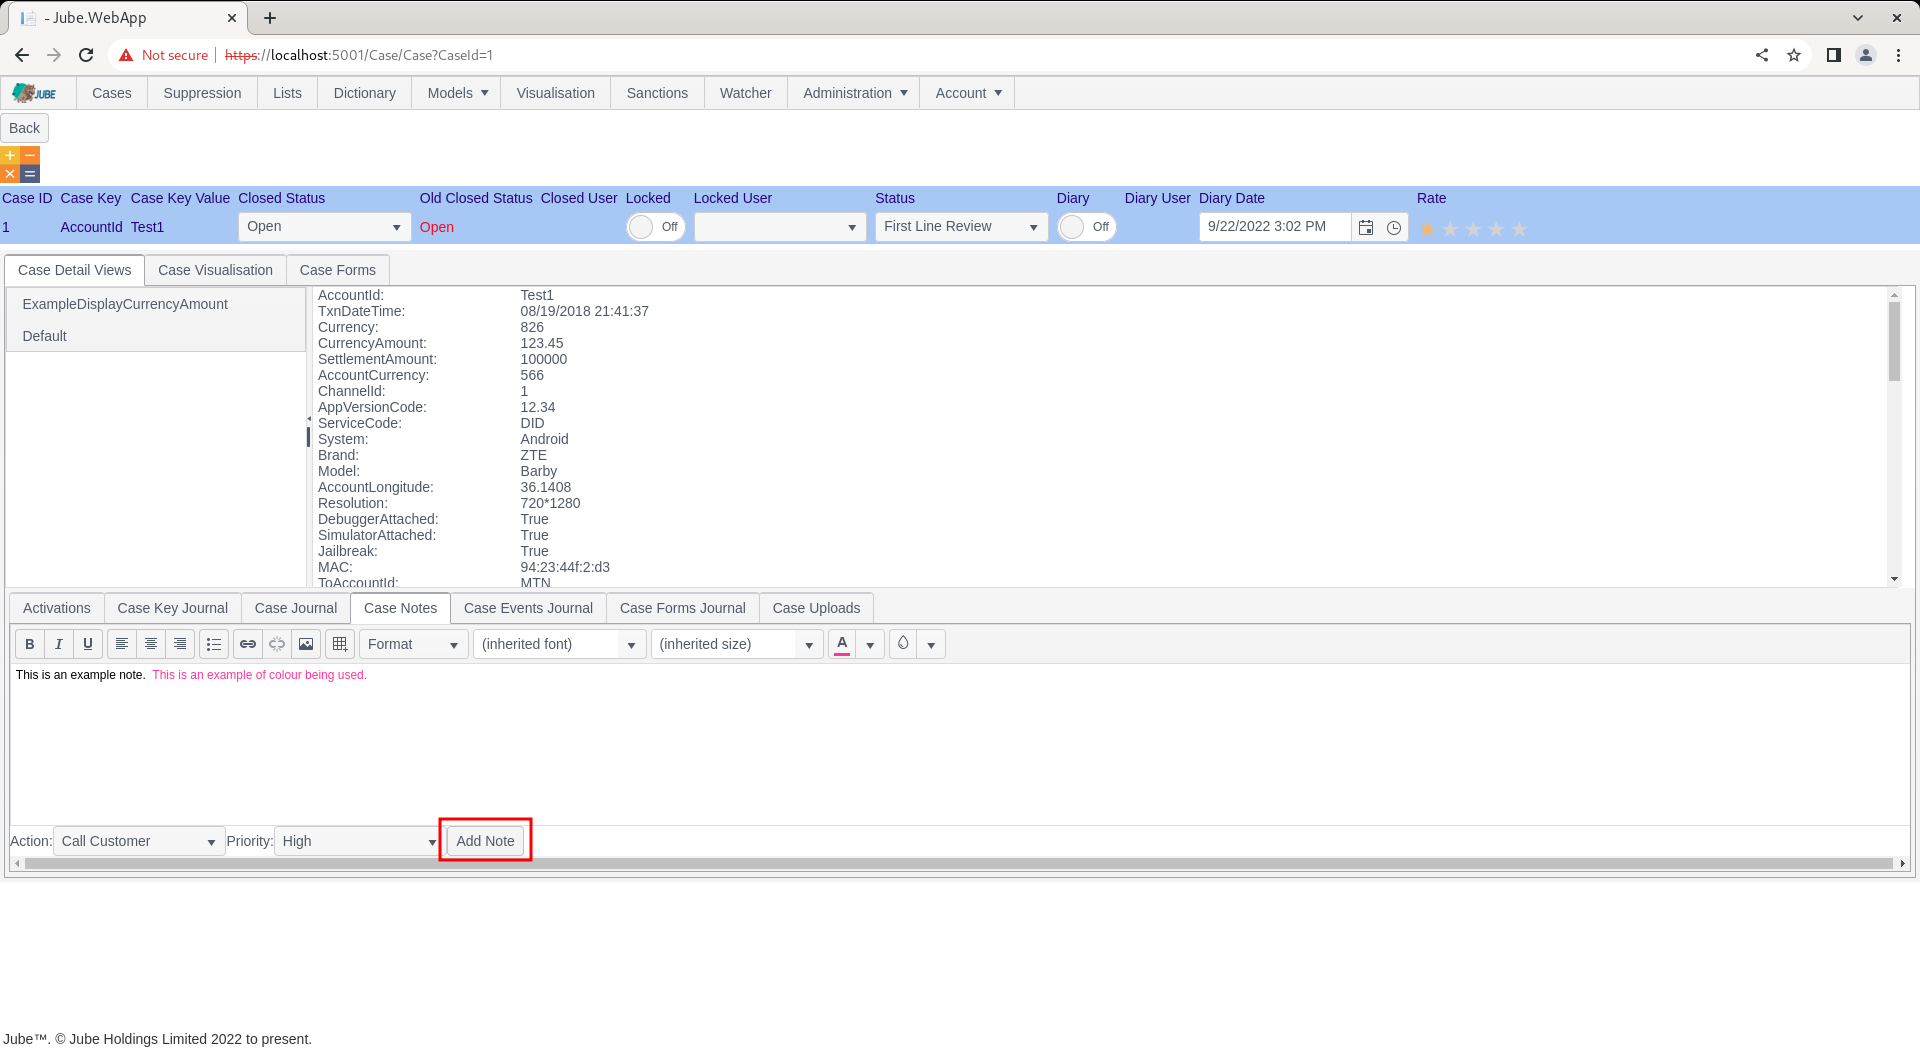 - Jube.WebApp
Not secure https://localhost:5001/Case/Case?CaseId=1
JUBE Cases Suppression Lists Dictionary Models Visualisation Sanctions Watcher Administration Account
Back
Case ID Case Key Case Key Value Closed Status Old Closed Status Closed User Locked Locked User Status Diary Diary User Diary Date Rate
1 AccountId Test1 Open Open Off First Line Review Off 9/22/2022 3:02 PM
Case Detail Views Case Visualisation Case Forms
ExampleDisplayCurrencyAmount
Default
AccountId: Test1
TxnDateTime: 08/19/2018 21:41:37
Currency: 826
CurrencyAmount: 123.45
SettlementAmount: 100000
AccountCurrency: 566
ChannelId: 1
AppVersionCode: 12.34
ServiceCode: DID
System: Android
Brand: ZTE
Model: Barby
AccountLongitude: 36.1408
Resolution: 720*1280
DebuggerAttached: True
SimulatorAttached: True
Jailbreak: True
MAC: 94:23:44f:2:d3
ToAccountId: MTN
Activations Case Key Journal Case Journal Case Notes Case Events Journal Case Forms Journal Case Uploads
B I U Format (inherited font) (inherited size) A
This is an example note. This is an example of colour being used.
Action: Call Customer Priority: High Add Note
Jube™. © Jube Holdings Limited 2022 to present.